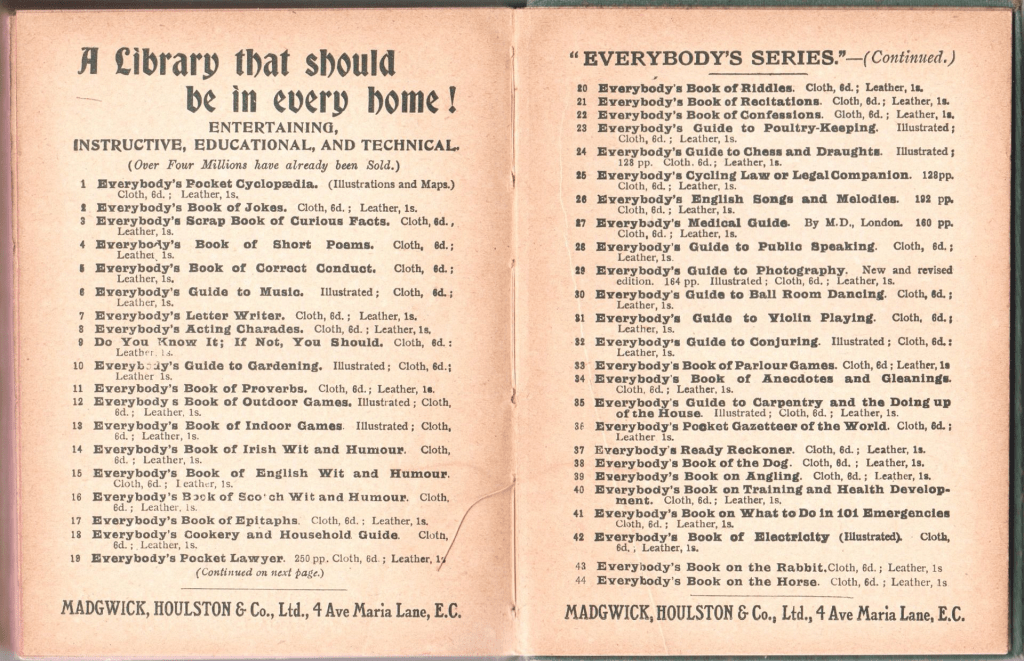 A Library that should
be in every home!
ENTERTAINING,
INSTRUCTIVE, EDUCATIONAL, AND TECHNICAL.
(Over Four Millions have already been Sold.)
1 Everybody's Pocket Cyclopædia. (Illustrations and Maps.)
Cloth, 6d.; Leather, 1s.
2 Everybody's Book of Jokes. Cloth, 6d.; Leather, 1s.
3 Everybody's Scrap Book of Curious Facts. Cloth, 6d.,
Leather, 1s.
4 Everybody's Book of Short Poems. Cloth, 6d.;
Leather, 1s.
5 Everybody's Book of Correct Conduct. Cloth, 6d.;
Leather, 1s.
6 Everybody's Guide to Music. Illustrated; Cloth, 6d.;
Leather, 1s.
7 Everybody's Letter Writer. Cloth, 6d.; Leather, 1s.
8 Everybody's Acting Charades. Cloth, 6d.; Leather, 1s.
9 Do You Know It; If Not, You Should. Cloth, 6d.:
Leather, 1s.
10 Everybody's Guide to Gardening. Illustrated; Cloth, 6d.;
Leather 1s.
11 Everybody's Book of Proverbs. Cloth, 6d.; Leather, 1s.
12 Everybody s Book of Outdoor Games. Illustrated; Cloth,
6d.; Leather, 1s.
13 Everybody's Book of Indoor Games. Illustrated; Cloth,
6d.; Leather, 1s.
14 Everybody's Book of Irish Wit and Humour. Cloth,
6d.; Leather, 1s.
15 Everybody's Book of English Wit and Humour.
Cloth, 6d.; Leather, 1s.
16 Everybody's Book of Scotch Wit and Humour. Cloth,
6d.; Leather, 1s.
17 Everybody's Book of Epitaphs. Cloth, 6d.; Leather, 1s.
18 Everybody's Cookery and Household Guide. Cloth,
6d.; Leather, 1s.
19 Everybody's Pocket Lawyer. 250 pp. Cloth, 6d.; Leather, 1s
(Continued on next page.)
MADGWICK, HOULSTON & Co., Ltd., 4 Ave Maria Lane, E.C.
"EVERYBODY'S SERIES."—(Continued.)
20 Everybody's Book of Riddles. Cloth, 6d.; Leather, 1s.
21 Everybody's Book of Recitations. Cloth, 6d.; Leather, 1s.
22 Everybody's Book of Confessions. Cloth, 6d.; Leather, 1s.
23 Everybody's Guide to Poultry-Keeping. Illustrated;
Cloth, 6d.; Leather, 1s.
24 Everybody's Guide to Chess and Draughts. Illustrated;
128 pp. Cloth. 6d.; Leather, 1s.
25 Everybody's Cycling Law or Legal Companion. 128pp.
Cloth, 6d.; Leather, 1s.
26 Everybody's English Songs and Melodies. 192 pp.
Cloth, 6d.; Leather, 1s.
27 Everybody's Medical Guide. By M.D., London. 160 pp.
Cloth, 6d.; Leather, 1s.
28 Everybody's Guide to Public Speaking. Cloth, 6d.;
Leather, 1s.
29 Everybody's Guide to Photography. New and revised
edition. 164 pp. Illustrated; Cloth, 6d.; Leather, 1s.
30 Everybody's Guide to Ball Room Dancing. Cloth, 6d.;
Leather, 1s.
31 Everybody's Guide to Violin Playing. Cloth, 6d.;
Leather, 1s.
32 Everybody's Guide to Conjuring. Illustrated; Cloth, 6d.:
Leather, 1s.
33 Everybody's Book of Parlour Games. Cloth, 6d; Leather, 1s
34 Everybody's Book of Anecdotes and Gleanings.
Cloth, 6d.; Leather, 1s.
35 Everybody's Guide to Carpentry and the Doing up
of the House. Illustrated; Cloth, 6d.; Leather, 1s.
36 Everybody's Pocket Gazetteer of the World. Cloth, 6d.;
Leather 1s.
37 Everybody's Ready Reckoner. Cloth, 6d.; Leather, 1s.
38 Everybody's Book of the Dog. Cloth, 6d.; Leather, 1s.
39 Everybody's Book on Angling. Cloth, 6d.; Leather, 1s.
40 Everybody's Book on Training and Health Develop-
ment. Cloth, 6d.; Leather, 1s.
41 Everybody's Book on What to Do in 101 Emergencies
Cloth, 6d.; Leather, 1s.
42 Everybody's Book of Electricity (Illustrated). Cloth,
6d., Leather, 1s.
43 Everybody's Book on the Rabbit. Cloth, 6d.; Leather, 1s
44 Everybody's Book on the Horse. Cloth, 6d.; Leather, 1s
MADGWICK, HOULSTON & Co., Ltd., 4 Ave Maria Lane, E.C.